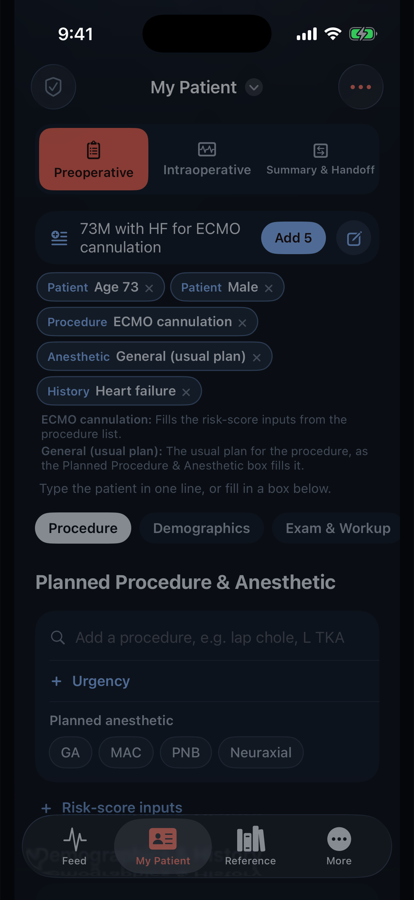 9:41
My Patient
Preoperative
Intraoperative
Summary & Handoff
73M with HF for ECMO
cannulation
Add 5
Patient Age 73 ×
Patient Male ×
Procedure ECMO cannulation ×
Anesthetic General (usual plan) ×
History Heart failure ×
ECMO cannulation: Fills the risk-score inputs from the
procedure list.
General (usual plan): The usual plan for the procedure, as
the Planned Procedure & Anesthetic box fills it.
Type the patient in one line, or fill in a box below.
Procedure
Demographics
Exam & Workup
Planned Procedure & Anesthetic
Add a procedure, e.g. lap chole, L TKA
+ Urgency
Planned anesthetic
GA
MAC
PNB
Neuraxial
+ Risk-score inputs
Feed
My Patient
Reference
More